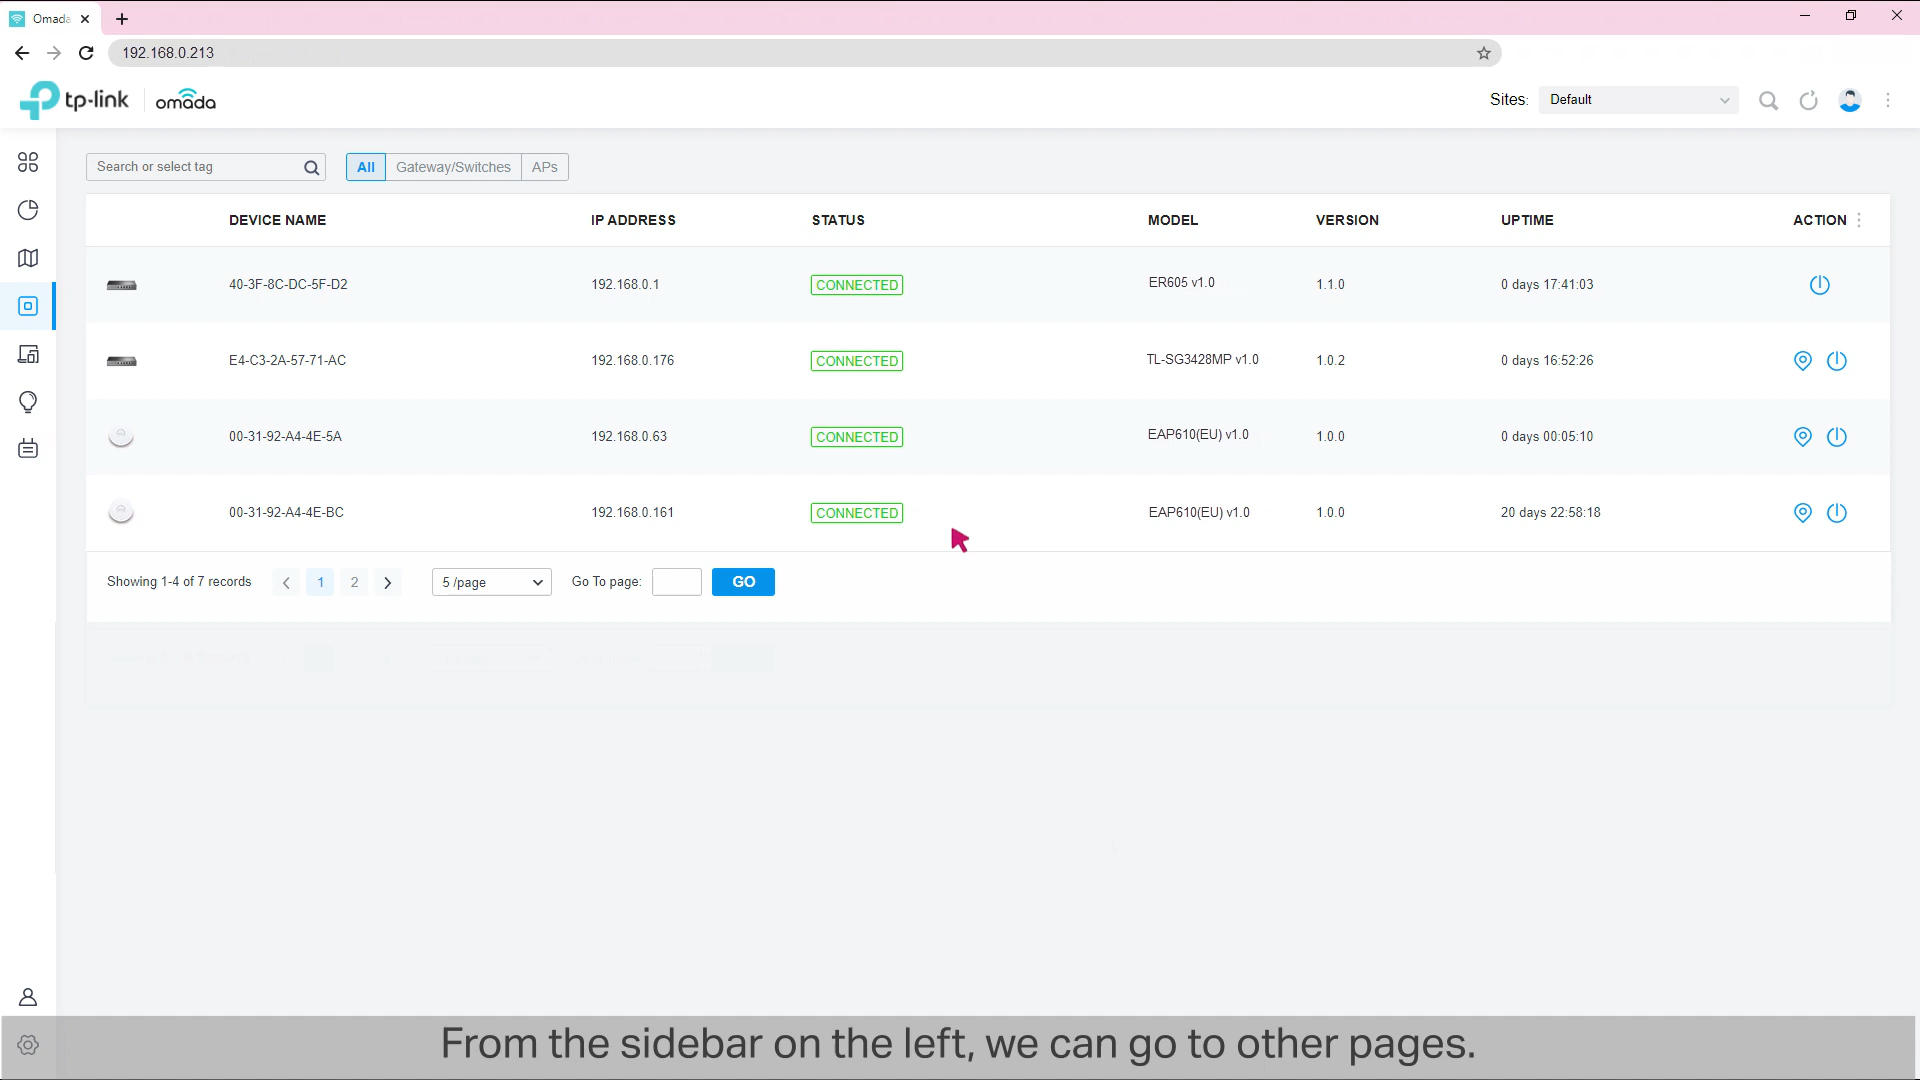 Omada
192.168.0.213
tp-link omada
Sites: Default
Search or select tag All Gateway/Switches APs
DEVICE NAME IP ADDRESS STATUS MODEL VERSION UPTIME ACTION
40-3F-8C-DC-5F-D2 192.168.0.1 CONNECTED ER605 v1.0 1.1.0 0 days 17:41:03
E4-C3-2A-57-71-AC 192.168.0.176 CONNECTED TL-SG3428MP v1.0 1.0.2 0 days 16:52:26
00-31-92-A4-4E-5A 192.168.0.63 CONNECTED EAP610(EU) v1.0 1.0.0 0 days 00:05:10
00-31-92-A4-4E-BC 192.168.0.161 CONNECTED EAP610(EU) v1.0 1.0.0 20 days 22:58:18
Showing 1-4 of 7 records 1 2 5 /page Go To page: GO
From the sidebar on the left, we can go to other pages.